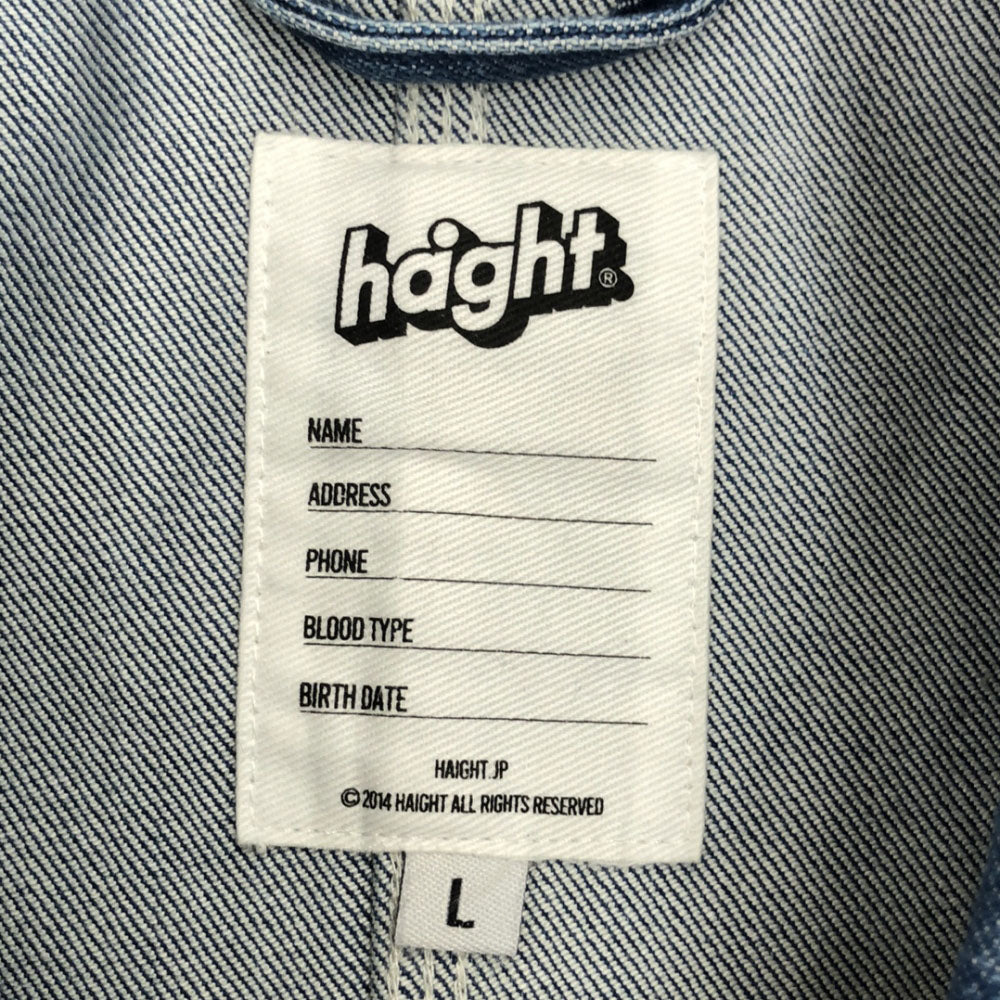 haight®
NAME
ADDRESS
PHONE
BLOOD TYPE
BIRTH DATE
HAIGHT.JP
©2014 HAIGHT ALL RIGHTS RESERVED
L